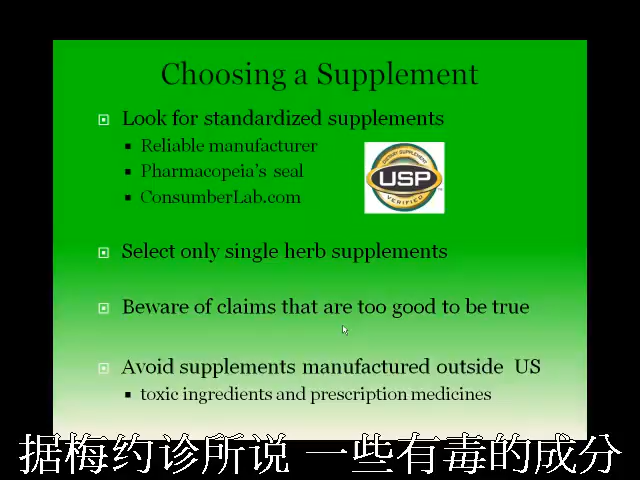 Choosing a Supplement
Look for standardized supplements
Reliable manufacturer
Pharmacopeia's seal
ConsumberLab.com
DIETARY SUPPLEMENT
USP
VERIFIED
Select only single herb supplements
Beware of claims that are too good to be true
Avoid supplements manufactured outside US
toxic ingredients and prescription medicines
据梅约诊所说 一些有毒的成分